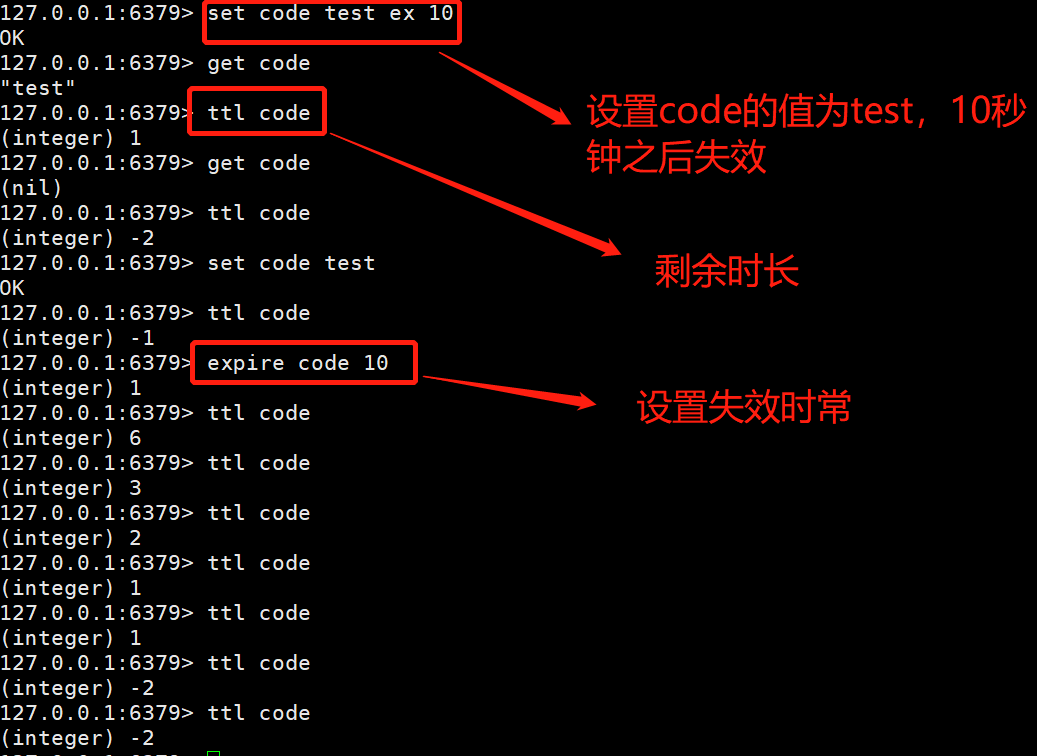 127.0.0.1:6379> set code test ex 10
OK
127.0.0.1:6379> get code
"test"
127.0.0.1:6379> ttl code
(integer) 1
127.0.0.1:6379> get code
(nil)
127.0.0.1:6379> ttl code
(integer) -2
127.0.0.1:6379> set code test
OK
127.0.0.1:6379> ttl code
(integer) -1
127.0.0.1:6379> expire code 10
(integer) 1
127.0.0.1:6379> ttl code
(integer) 6
127.0.0.1:6379> ttl code
(integer) 3
127.0.0.1:6379> ttl code
(integer) 2
127.0.0.1:6379> ttl code
(integer) 1
127.0.0.1:6379> ttl code
(integer) 1
127.0.0.1:6379> ttl code
(integer) -2
127.0.0.1:6379> ttl code
(integer) -2
设置code的值为test，10秒
钟之后失效
剩余时长
设置失效时常